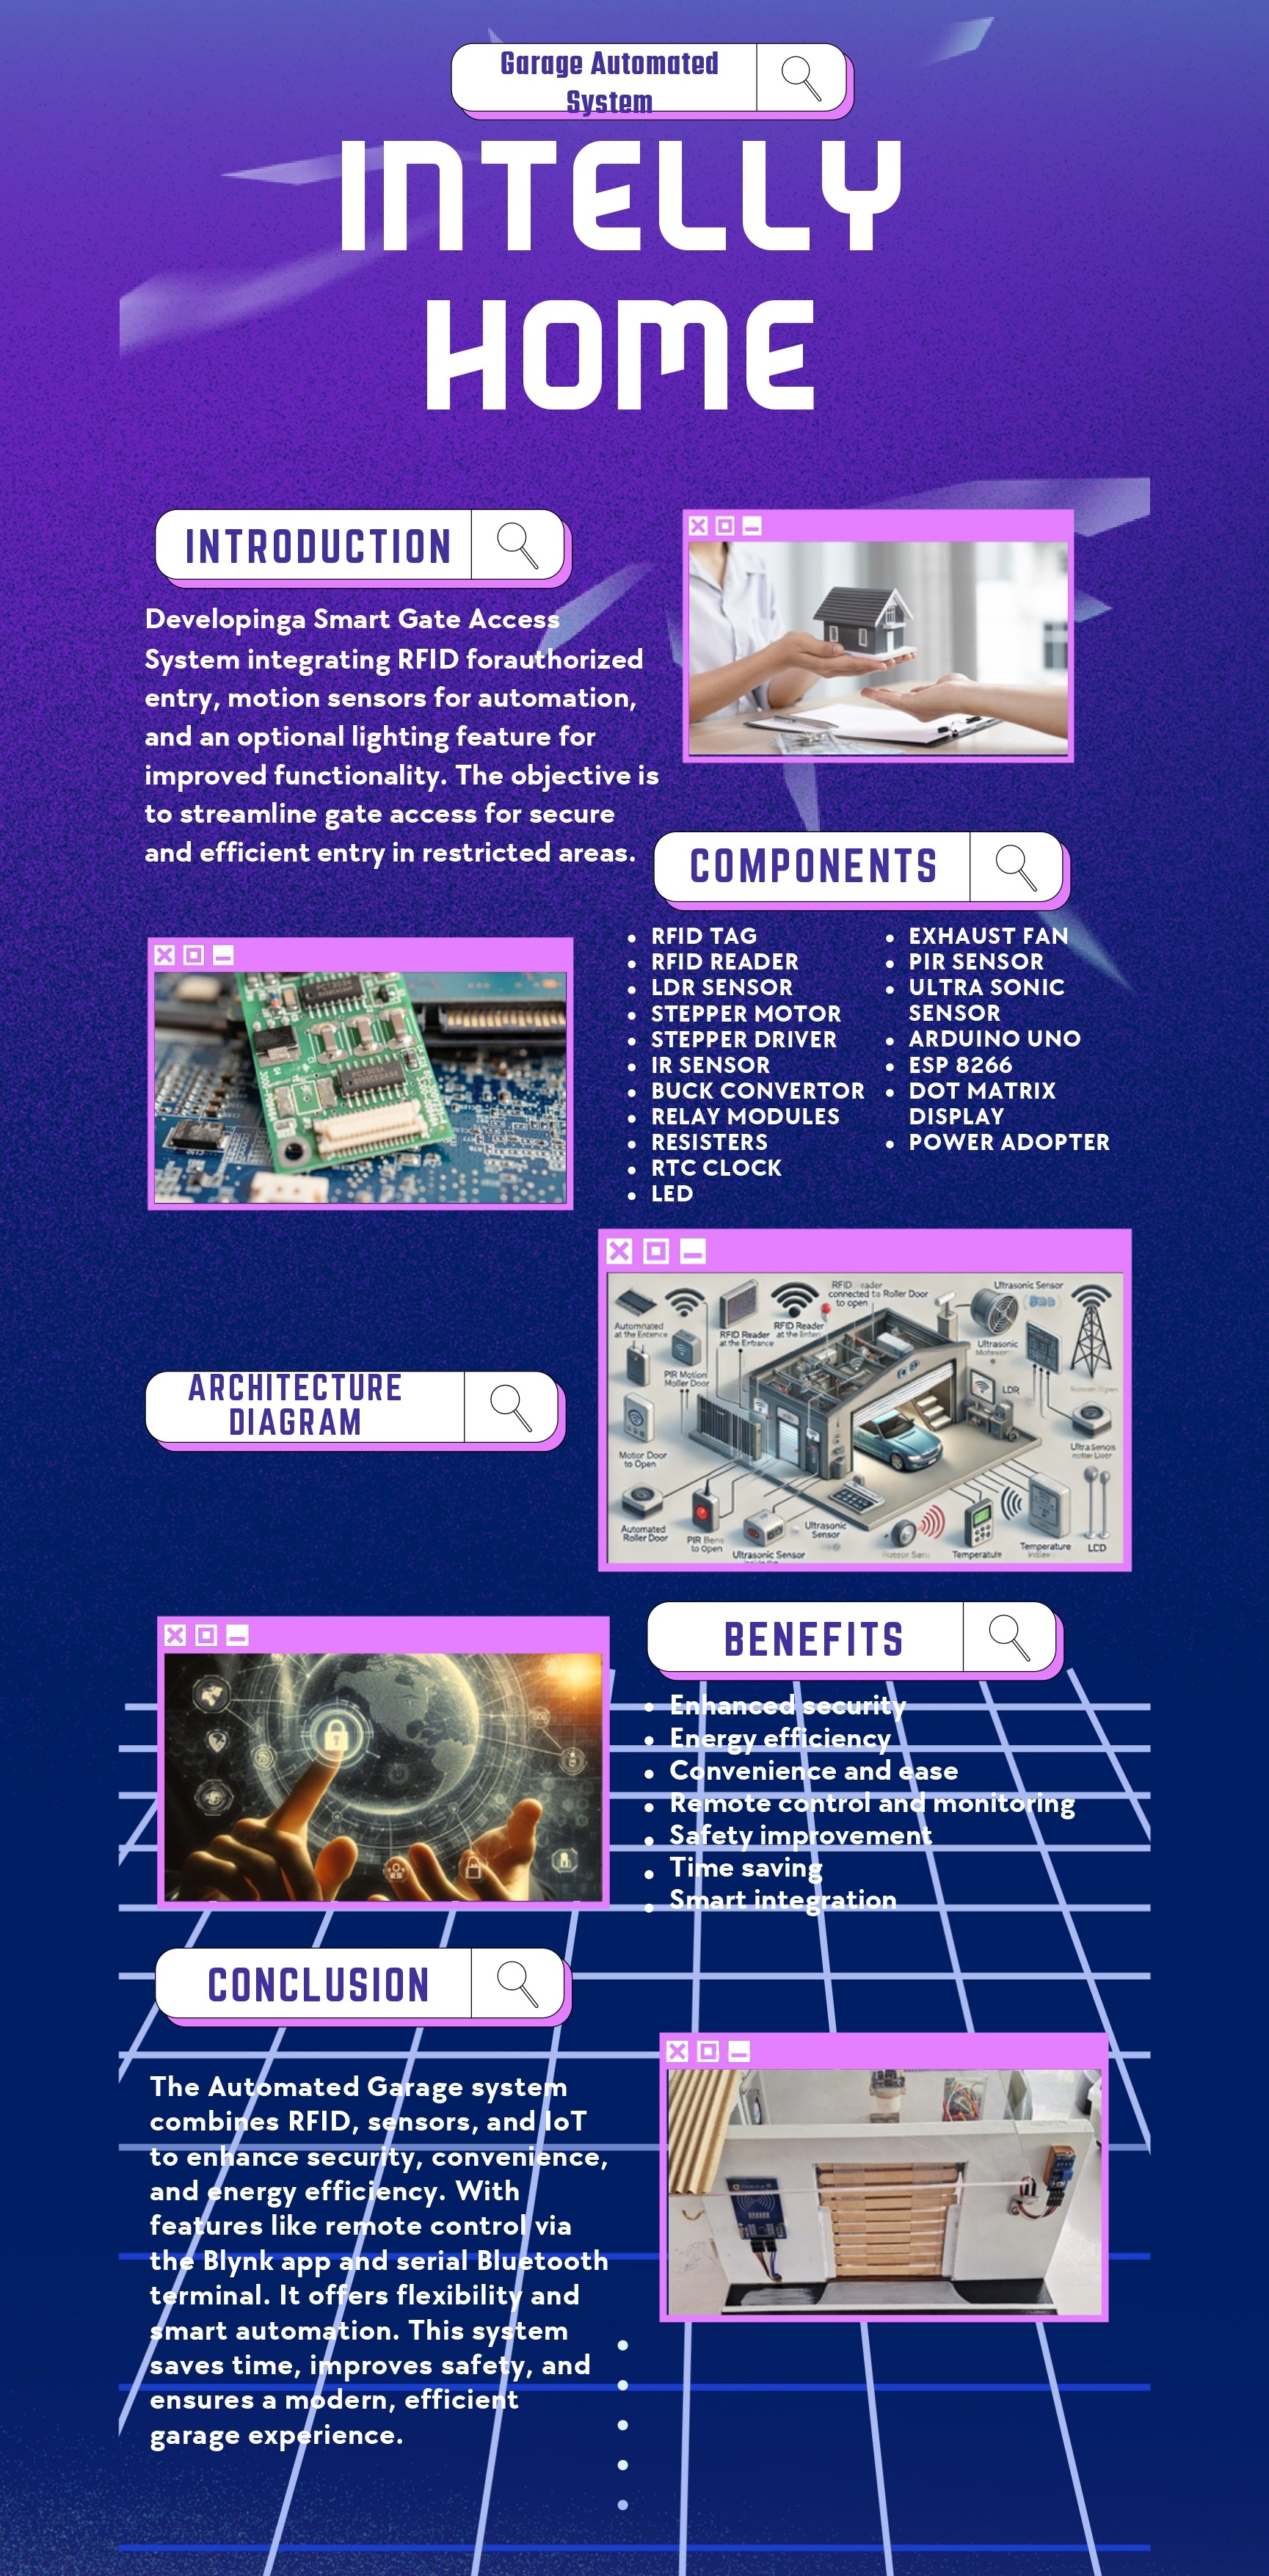 Garage Automated
System
INTELLY
HOME
INTRODUCTION
Developinga Smart Gate Access
System integrating RFID forauthorized
entry, motion sensors for automation,
and an optional lighting feature for
improved functionality. The objective is
to streamline gate access for secure
and efficient entry in restricted areas.
COMPONENTS
RFID TAG
RFID READER
LDR SENSOR
STEPPER MOTOR
STEPPER DRIVER
IR SENSOR
BUCK CONVERTOR
RELAY MODULES
RESISTERS
RTC CLOCK
LED
EXHAUST FAN
PIR SENSOR
ULTRA SONIC
SENSOR
ARDUINO UNO
ESP 8266
DOT MATRIX
DISPLAY
POWER ADOPTER
ARCHITECTURE
DIAGRAM
RFID
connected to Roller Door
to open
Ultrasonic Sensor
at the Entence
RFID Reader
at the Entrance
RFID Reader
at the
PIR Motion
Moller Door
Ultrasonic
LDR
Motior Door
to Open
Automated
Roller Door
PIR Bens
to Open
Ultrasonic Sensor
Ultrasonic
Sensor
Temperatute
Temperature
LCD
BENEFITS
Enhanced security
Energy efficiency
Convenience and ease
Remote control and monitoring
Safety improvement
Time saving
Smart integration
CONCLUSION
The Automated Garage system
combines RFID, sensors, and IoT
to enhance security, convenience,
and energy efficiency. With
features like remote control via
the Blynk app and serial Bluetooth
terminal. It offers flexibility and
smart automation. This system
saves time, improves safety, and
ensures a modern, efficient
garage experience.